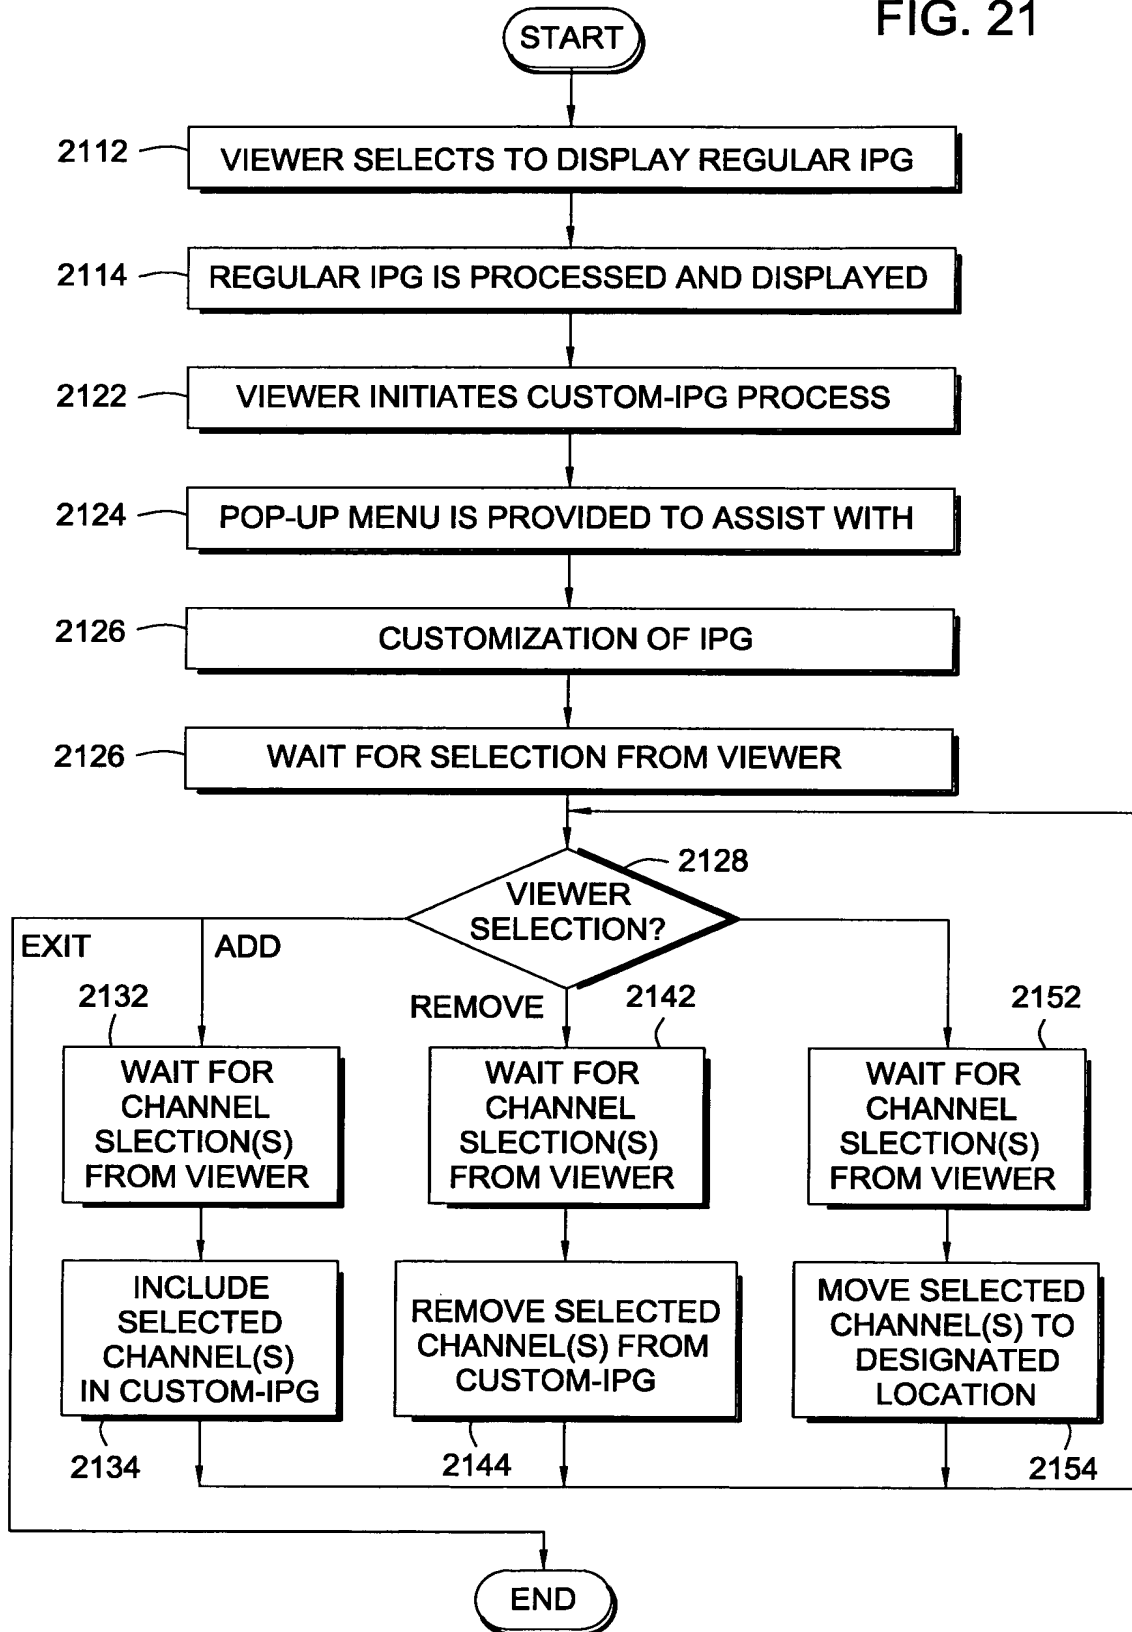 FIG. 21
START
2112
VIEWER SELECTS TO DISPLAY REGULAR IPG
2114
REGULAR IPG IS PROCESSED AND DISPLAYED
2122
VIEWER INITIATES CUSTOM-IPG PROCESS
2124
POP-UP MENU IS PROVIDED TO ASSIST WITH
2126
CUSTOMIZATION OF IPG
2126
WAIT FOR SELECTION FROM VIEWER
2128
VIEWER
SELECTION?
EXIT
ADD
REMOVE
2132
WAIT FOR
CHANNEL
SLECTION(S)
FROM VIEWER
2142
WAIT FOR
CHANNEL
SLECTION(S)
FROM VIEWER
2152
WAIT FOR
CHANNEL
SLECTION(S)
FROM VIEWER
INCLUDE
SELECTED
CHANNEL(S)
IN CUSTOM-IPG
2134
REMOVE SELECTED
CHANNEL(S) FROM
CUSTOM-IPG
2144
MOVE SELECTED
CHANNEL(S) TO
DESIGNATED
LOCATION
2154
END